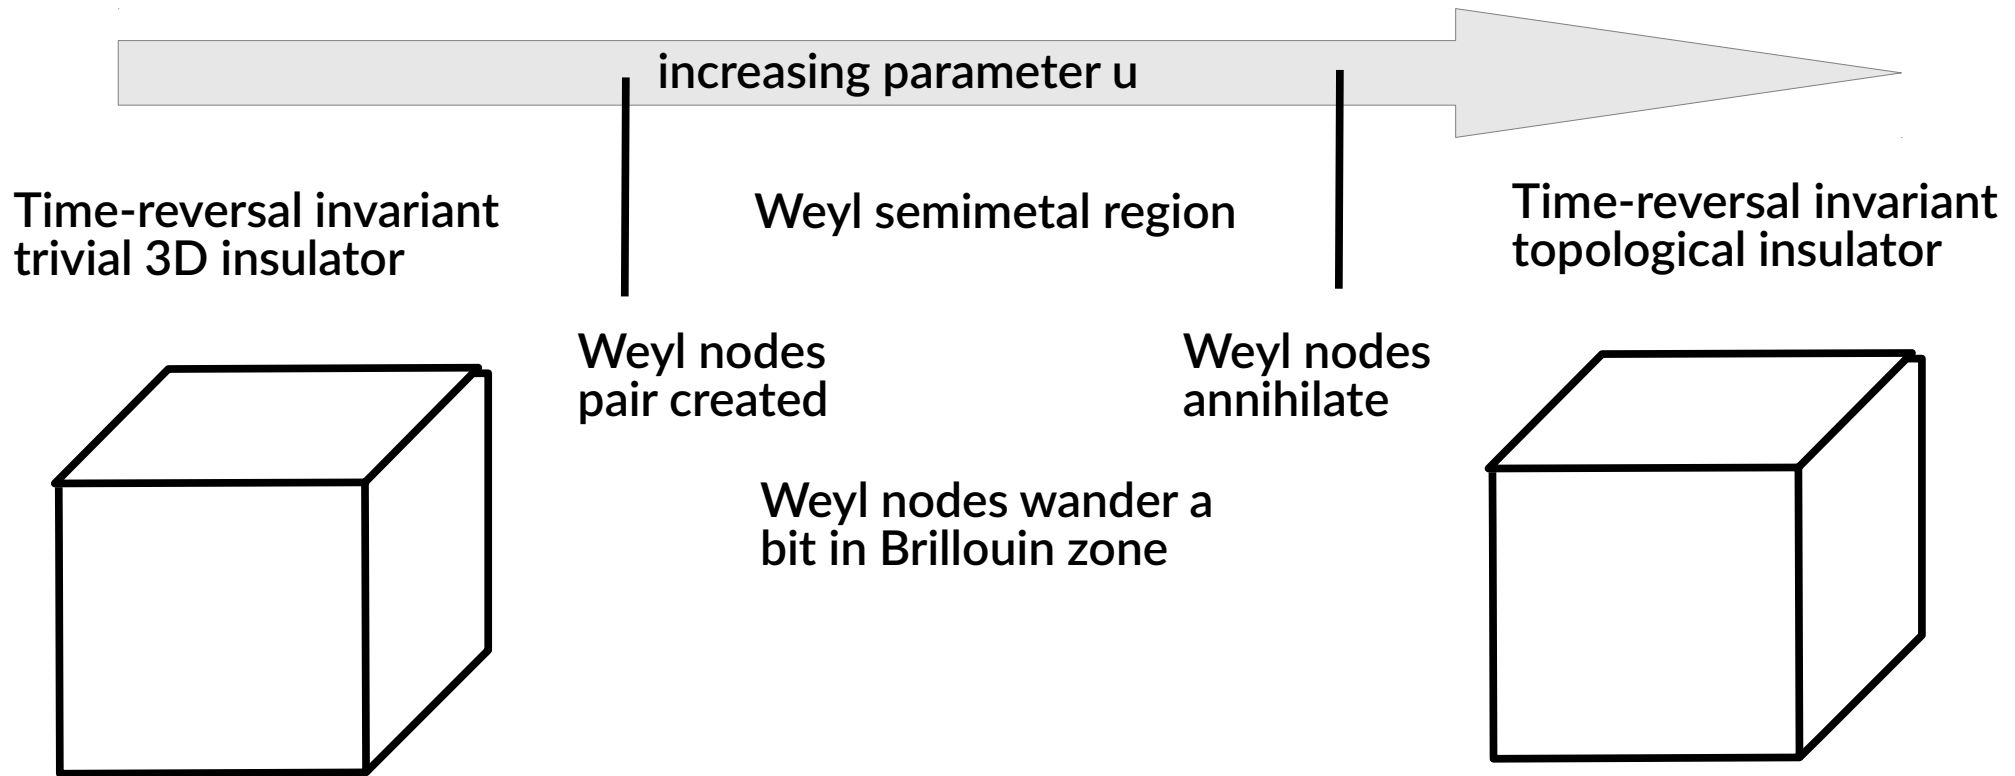 increasing parameter u
Time-reversal invariant
trivial 3D insulator
Weyl semimetal region
Time-reversal invariant
topological insulator
Weyl nodes
pair created
Weyl nodes
annihilate
Weyl nodes wander a
bit in Brillouin zone